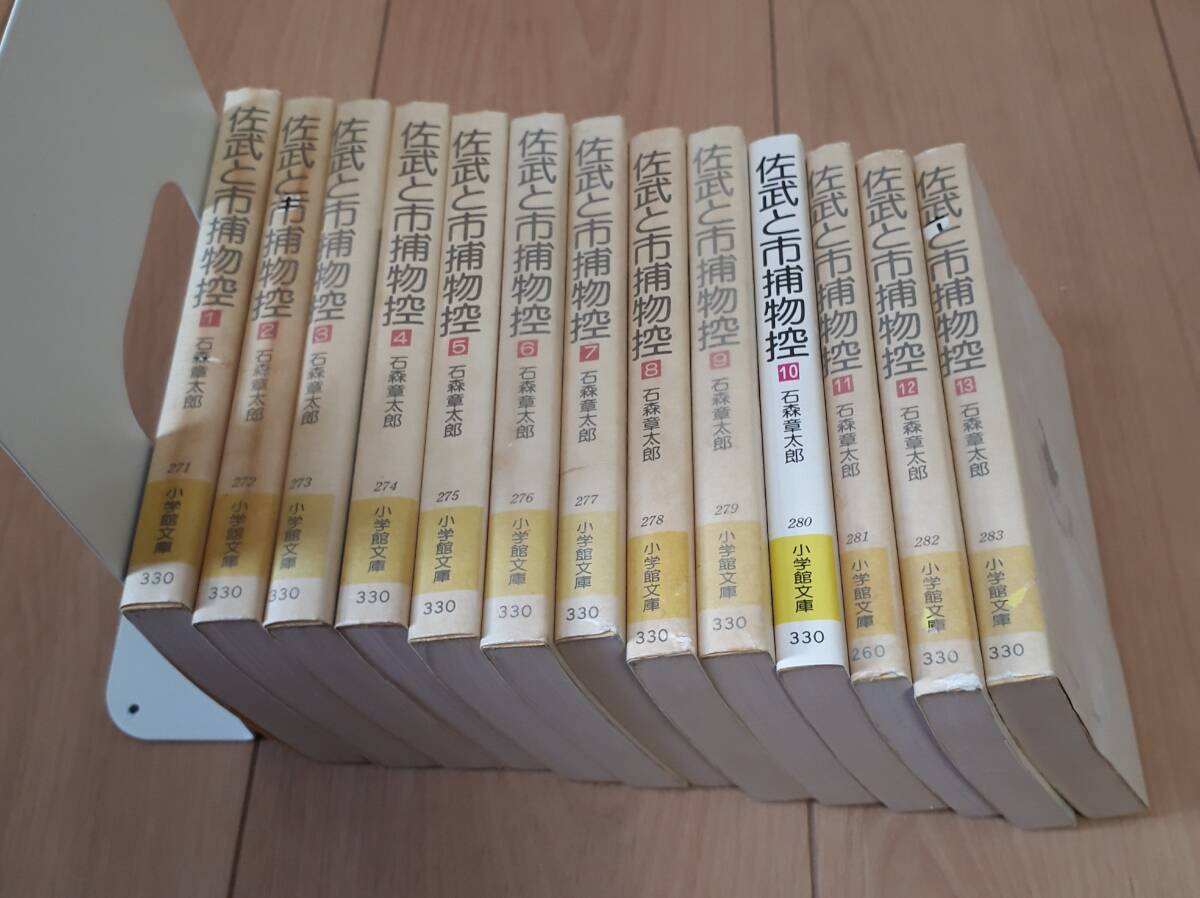 佐武と市捕物控 1 石森章太郎 271 小学館文庫 330
佐武と市捕物控 2 石森章太郎 272 小学館文庫 330
佐武と市捕物控 3 石森章太郎 273 小学館文庫 330
佐武と市捕物控 4 石森章太郎 274 小学館文庫 330
佐武と市捕物控 5 石森章太郎 275 小学館文庫 330
佐武と市捕物控 6 石森章太郎 276 小学館文庫 330
佐武と市捕物控 7 石森章太郎 277 小学館文庫 330
佐武と市捕物控 8 石森章太郎 278 小学館文庫 330
佐武と市捕物控 9 石森章太郎 279 小学館文庫 330
佐武と市捕物控 10 石森章太郎 280 小学館文庫 330
佐武と市捕物控 11 石森章太郎 281 小学館文庫 260
佐武と市捕物控 12 石森章太郎 282 小学館文庫 330
佐武と市捕物控 13 石森章太郎 283 小学館文庫 330